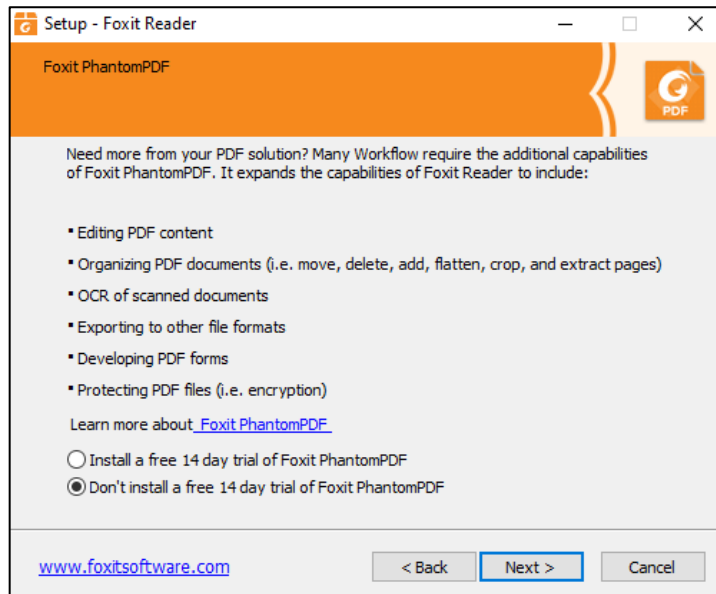 Setup - Foxit Reader
Foxit PhantomPDF
PDF
Need more from your PDF solution? Many Workflow require the additional capabilities
of Foxit PhantomPDF. It expands the capabilities of Foxit Reader to include:
▪ Editing PDF content
▪ Organizing PDF documents (i.e. move, delete, add, flatten, crop, and extract pages)
▪ OCR of scanned documents
▪ Exporting to other file formats
▪ Developing PDF forms
▪ Protecting PDF files (i.e. encryption)
Learn more about Foxit PhantomPDF
Install a free 14 day trial of Foxit PhantomPDF
Don't install a free 14 day trial of Foxit PhantomPDF
www.foxitsoftware.com
< Back
Next >
Cancel